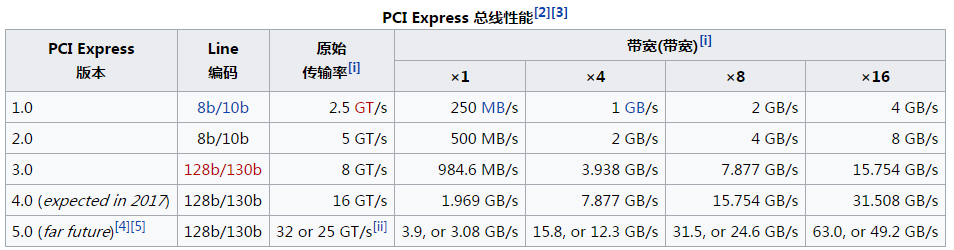 PCI Express 总线性能[2][3]
PCI Express 版本 Line 编码 原始 传输率[i] 带宽(带宽)[i]
×1 ×4 ×8 ×16
1.0 8b/10b 2.5 GT/s 250 MB/s 1 GB/s 2 GB/s 4 GB/s
2.0 8b/10b 5 GT/s 500 MB/s 2 GB/s 4 GB/s 8 GB/s
3.0 128b/130b 8 GT/s 984.6 MB/s 3.938 GB/s 7.877 GB/s 15.754 GB/s
4.0 (expected in 2017) 128b/130b 16 GT/s 1.969 GB/s 7.877 GB/s 15.754 GB/s 31.508 GB/s
5.0 (far future)[4][5] 128b/130b 32 or 25 GT/s[ii] 3.9, or 3.08 GB/s 15.8, or 12.3 GB/s 31.5, or 24.6 GB/s 63.0, or 49.2 GB/s